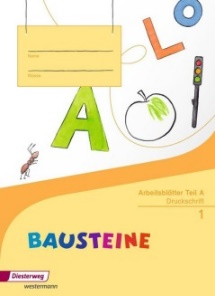 L
Name
Klasse
A
Arbeitsblätter Teil A
Druckschrift
1
BAUSTEINE
Diesterweg
westermann